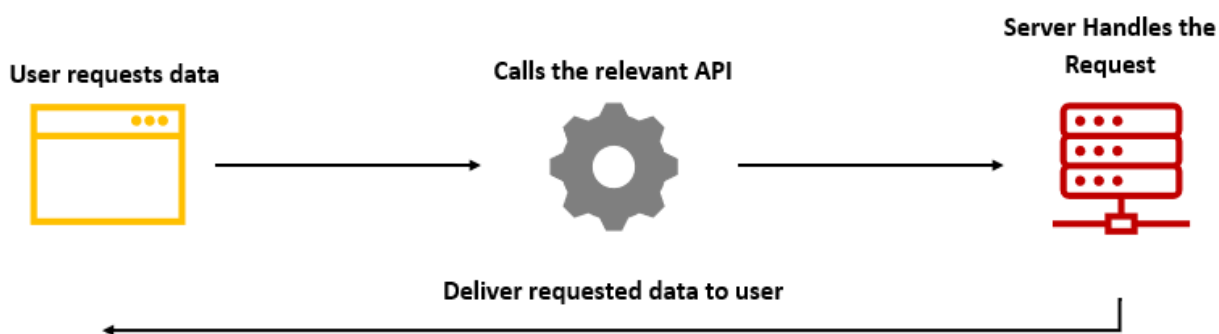 User requests data
Calls the relevant API
Server Handles the
Request
Deliver requested data to user